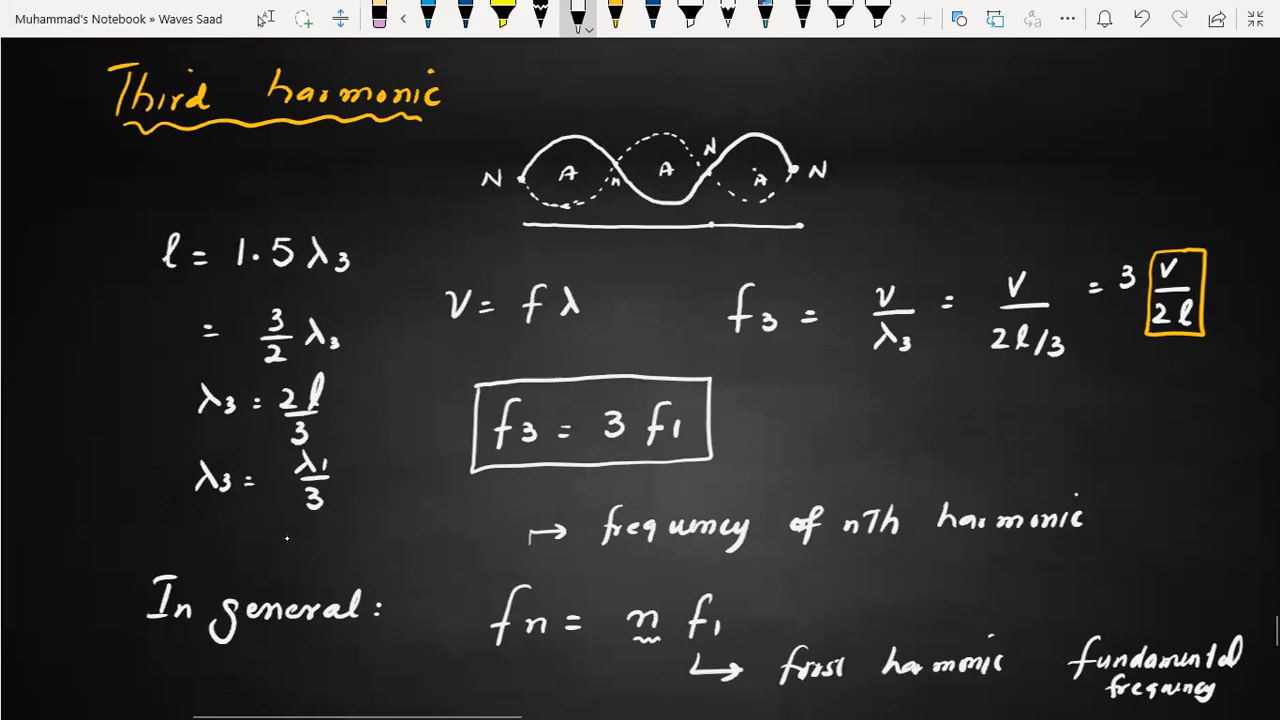 Muhammad's Notebook » Waves Saad
Third harmonic
N A n A N A N
l = 1.5 λ3
= 3/2 λ3
λ3 = 2l/3
λ3 = λ1/3
v = f λ
f3 = v/λ3 = v/2l/3 = 3 v/2l
f3 = 3 f1
↦ frequency of nTh harmonic
In general: fn = n f1
↳ first harmonic fundamental frequncy